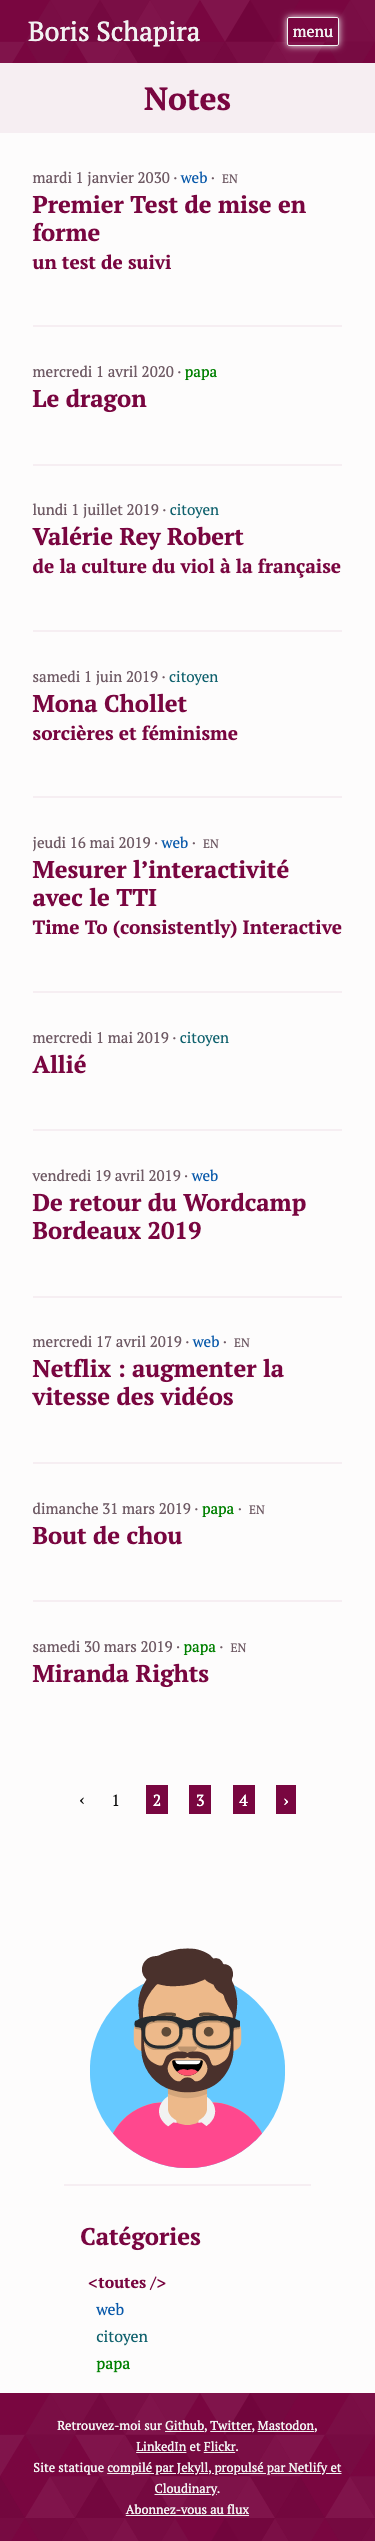 Boris Schapira
menu
Notes
mardi 1 janvier 2030 · web · EN
Premier Test de mise en
forme
un test de suivi
mercredi 1 avril 2020 · papa
Le dragon
lundi 1 juillet 2019 · citoyen
Valérie Rey Robert
de la culture du viol à la française
samedi 1 juin 2019 · citoyen
Mona Chollet
sorcières et féminisme
jeudi 16 mai 2019 · web · EN
Mesurer l’interactivité
avec le TTI
Time To (consistently) Interactive
mercredi 1 mai 2019 · citoyen
Allié
vendredi 19 avril 2019 · web
De retour du Wordcamp
Bordeaux 2019
mercredi 17 avril 2019 · web · EN
Netflix : augmenter la
vitesse des vidéos
dimanche 31 mars 2019 · papa · EN
Bout de chou
samedi 30 mars 2019 · papa · EN
Miranda Rights
‹ 1 2 3 4 ›
Catégories
<toutes />
web
citoyen
papa
Retrouvez-moi sur Github, Twitter, Mastodon,
LinkedIn et Flickr.
Site statique compilé par Jekyll, propulsé par Netlify et
Cloudinary.
Abonnez-vous au flux